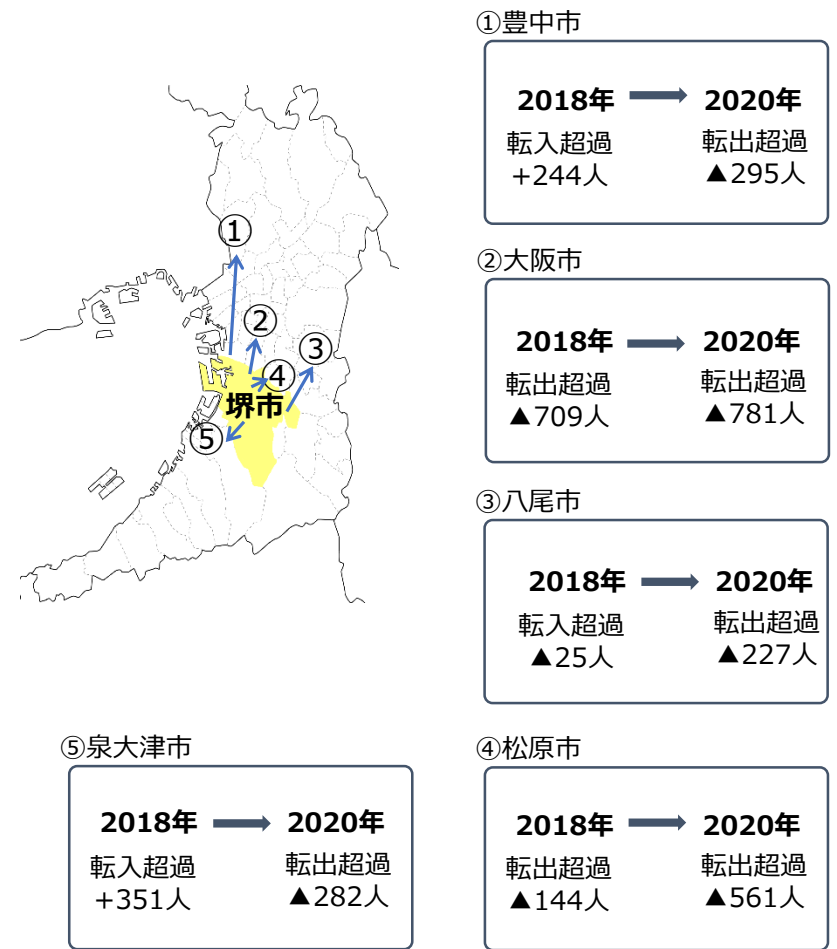 ①豊中市
2018年 2020年
転入超過 転出超過
+244人 ▲295人
②大阪市
2018年 2020年
転出超過 転出超過
▲709人 ▲781人
③八尾市
2018年 2020年
転入超過 転出超過
▲25人 ▲227人
①
②
③
④
堺市
⑤
⑤泉大津市
2018年 2020年
転入超過 転出超過
+351人 ▲282人
④松原市
2018年 2020年
転出超過 転出超過
▲144人 ▲561人